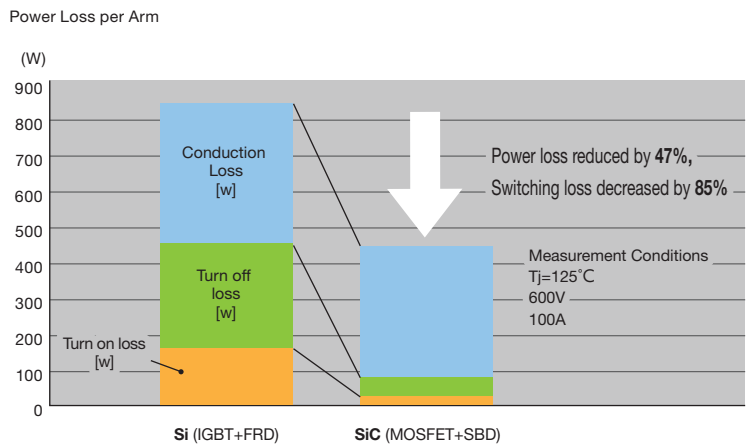 Power Loss per Arm
(W)
900
800
700
600
500
400
300
200
100
0
Conduction
Loss
[w]
Turn off
loss
[w]
Turn on loss
[w]
Power loss reduced by 47%,
Switching loss decreased by 85%
Measurement Conditions
Tj=125℃
600V
100A
Si (IGBT+FRD)
SiC (MOSFET+SBD)